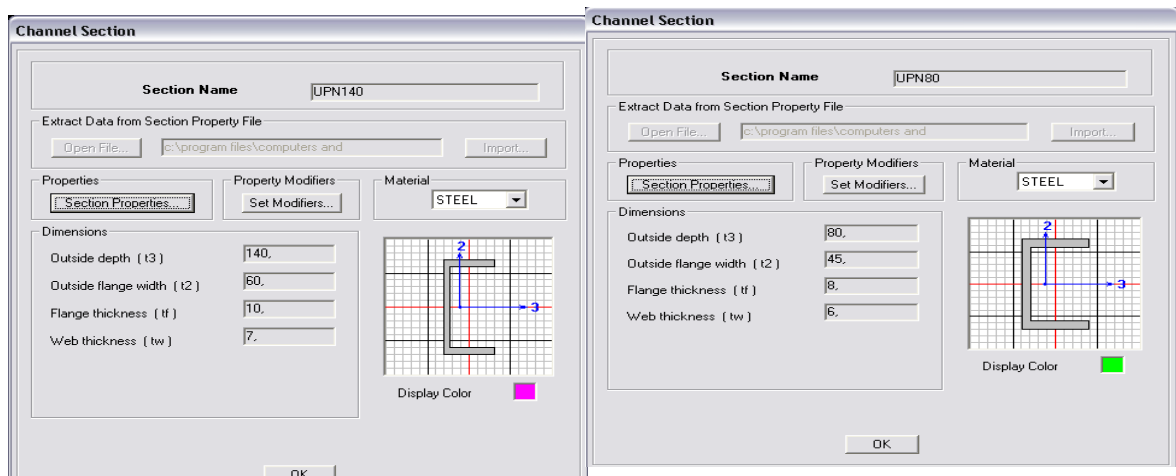 Channel Section
Section Name UPN140
Extract Data from Section Property File
Open File... c:\program files\computers and Import...
Properties Property Modifiers Material
Section Properties... Set Modifiers... STEEL
Dimensions
Outside depth ( t3 ) 140,
Outside flange width ( t2 ) 60,
Flange thickness ( tf ) 10,
Web thickness ( tw ) 7,
2
3
Display Color
OK
Channel Section
Section Name UPN80
Extract Data from Section Property File
Open File... c:\program files\computers and Import...
Properties Property Modifiers Material
Section Properties... Set Modifiers... STEEL
Dimensions
Outside depth ( t3 ) 80,
Outside flange width ( t2 ) 45,
Flange thickness ( tf ) 8,
Web thickness ( tw ) 6,
2
3
Display Color
OK